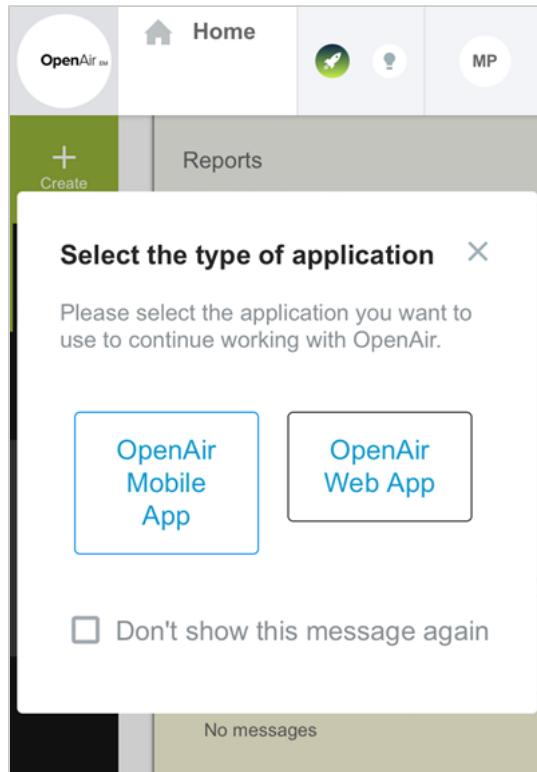 OpenAir SM
Home
MP
Create
Reports
Select the type of application
Please select the application you want to
use to continue working with OpenAir.
OpenAir
Mobile
App
OpenAir
Web App
Don't show this message again
No messages